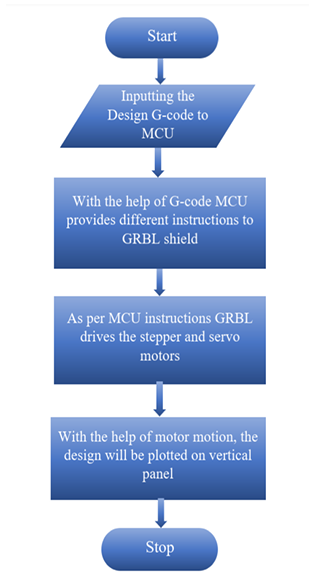 Start
Inputting the
Design G-code to
MCU
With the help of G-code MCU
provides different instructions to
GRBL shield
As per MCU instructions GRBL
drives the stepper and servo
motors
With the help of motor motion, the
design will be plotted on vertical
panel
Stop